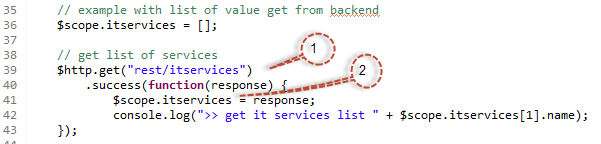 35 // example with list of value get from backend
36 $scope.itservices = [];
37
38 // get list of services
39 $http.get("rest/itservices")
1
40 .success(function(response) {
2
41 $scope.itservices = response;
42 console.log(">> get it services list " + $scope.itservices[1].name);
43 });